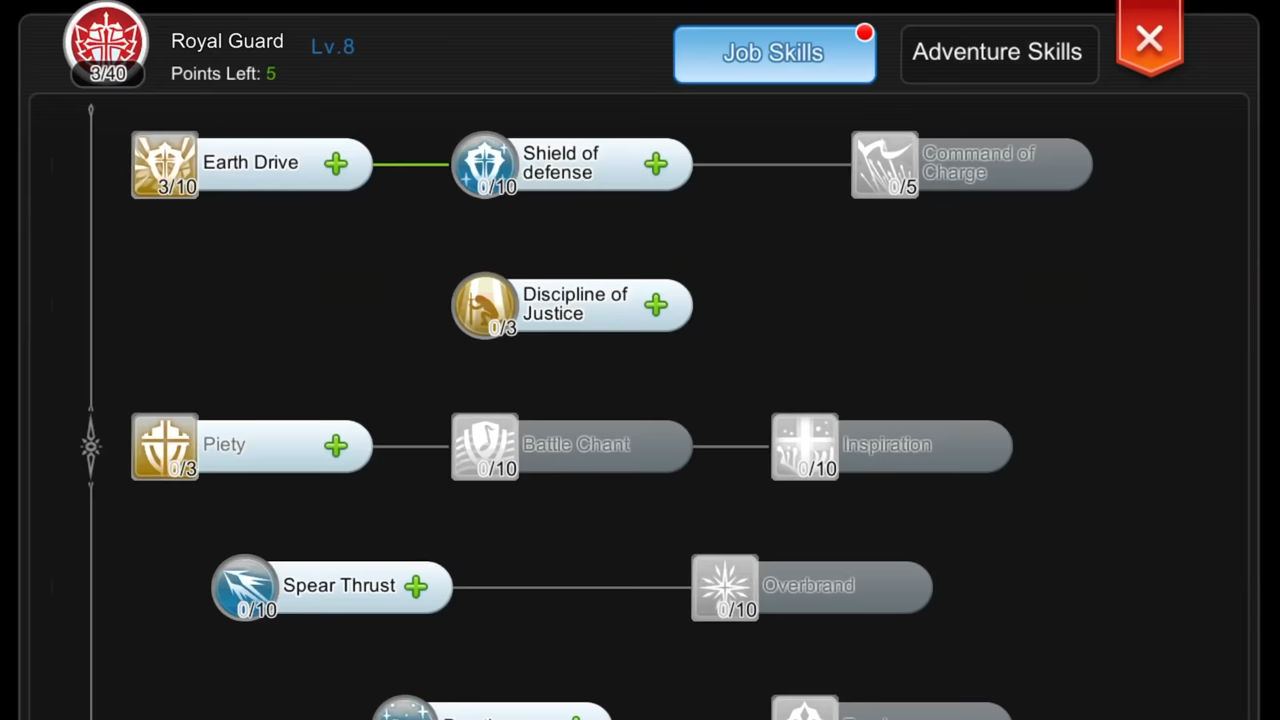 Royal Guard Lv.8
3/40
Points Left: 5
Job Skills
Adventure Skills
Earth Drive
3/10
Shield of
defense
0/10
Command of
Charge
0/5
Discipline of
Justice
0/3
Piety
0/3
Battle Chant
0/10
Inspiration
0/10
Spear Thrust
0/10
Overbrand
0/10